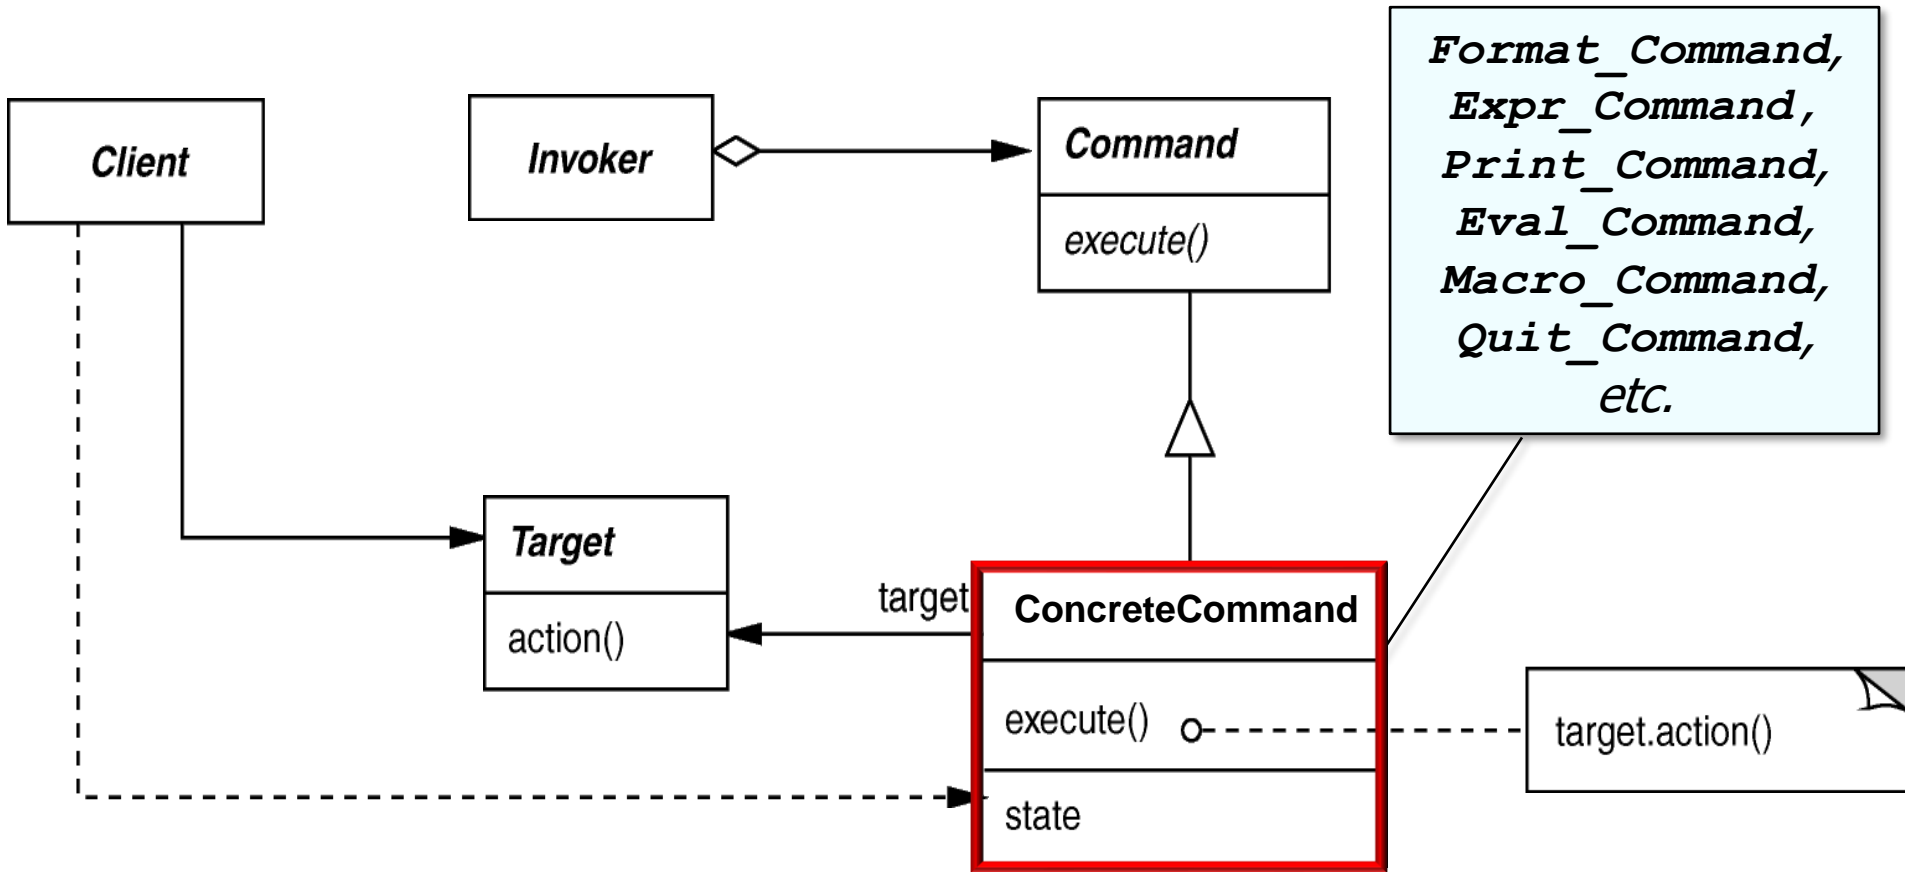 Client
Invoker
Command
execute()
Format_Command,
Expr_Command,
Print_Command,
Eval_Command,
Macro_Command,
Quit_Command,
etc.
Target
action()
target
ConcreteCommand
execute()
state
target.action()